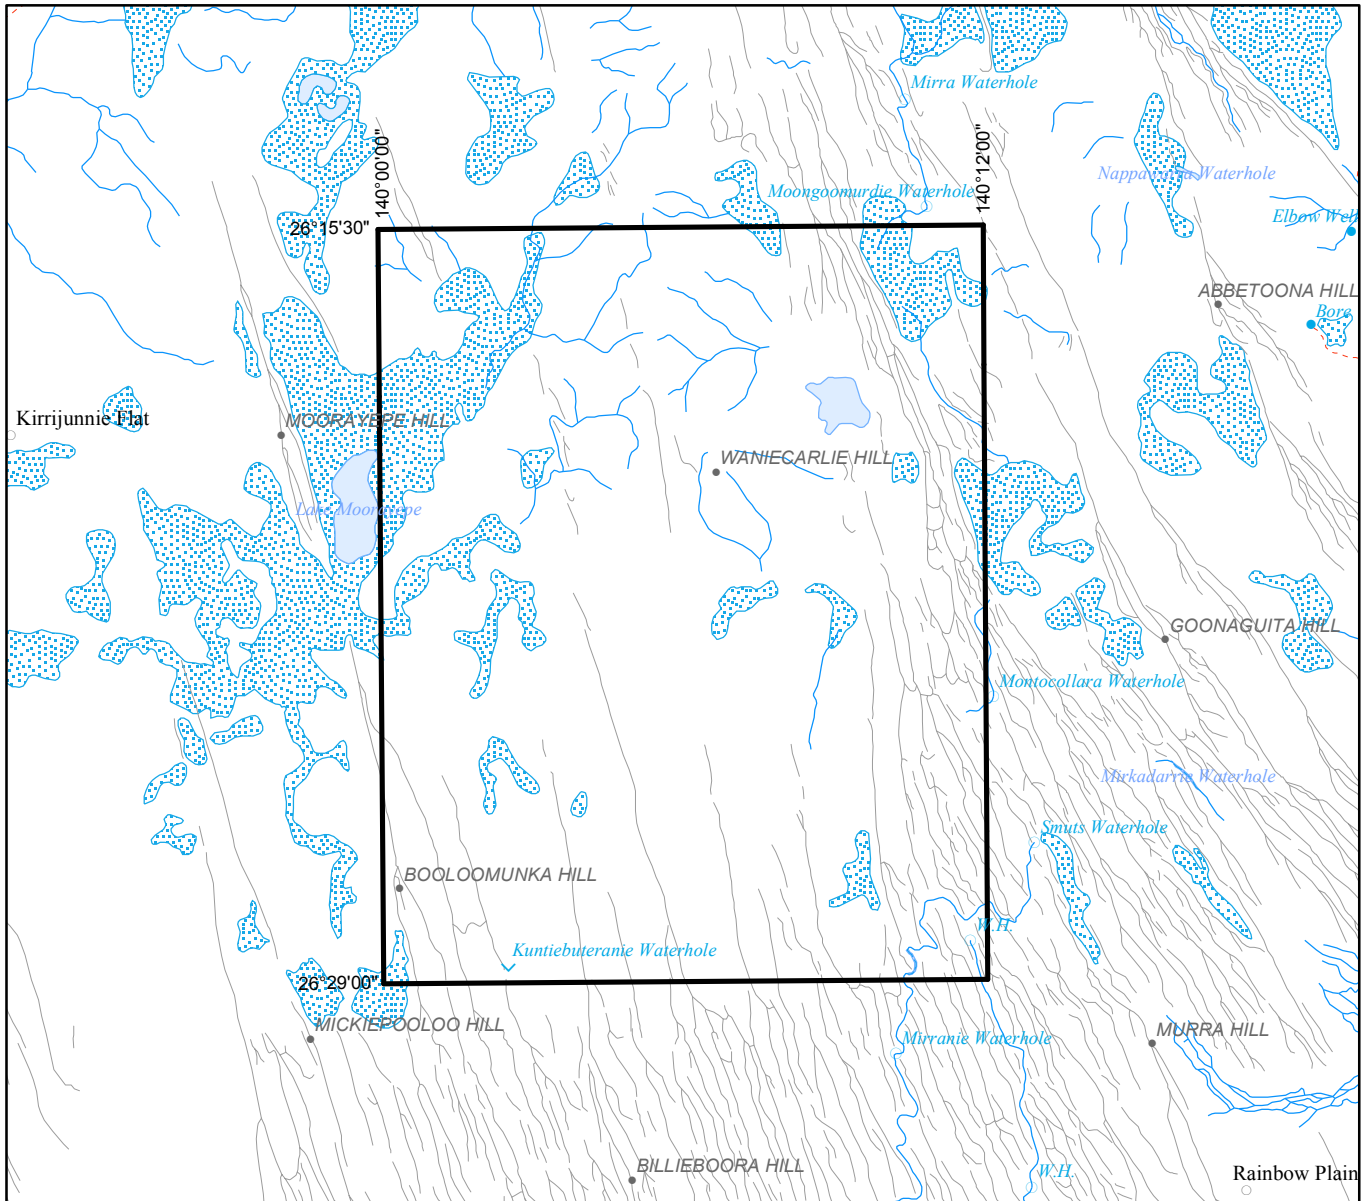 Mirra Waterhole
140°00'00"
140°12'00"
Nappawarra Waterhole
Moongoomurdie Waterhole
Elbow Well
26°15'30"
ABBETOONA HILL
Bore
Kirrijunnie Flat
MOORAYEPE HILL
WANIECARLIE HILL
Lake Moorayepe
GOONAGUITA HILL
Montocollara Waterhole
Mirkadarrie Waterhole
Smuts Waterhole
BOOLOOMUNKA HILL
W.H.
Kuntiebuteranie Waterhole
26°29'00"
MICKIEPOOLOO HILL
MURRA HILL
Mirranie Waterhole
BILLIEBOORA HILL
W.H.
Rainbow Plain